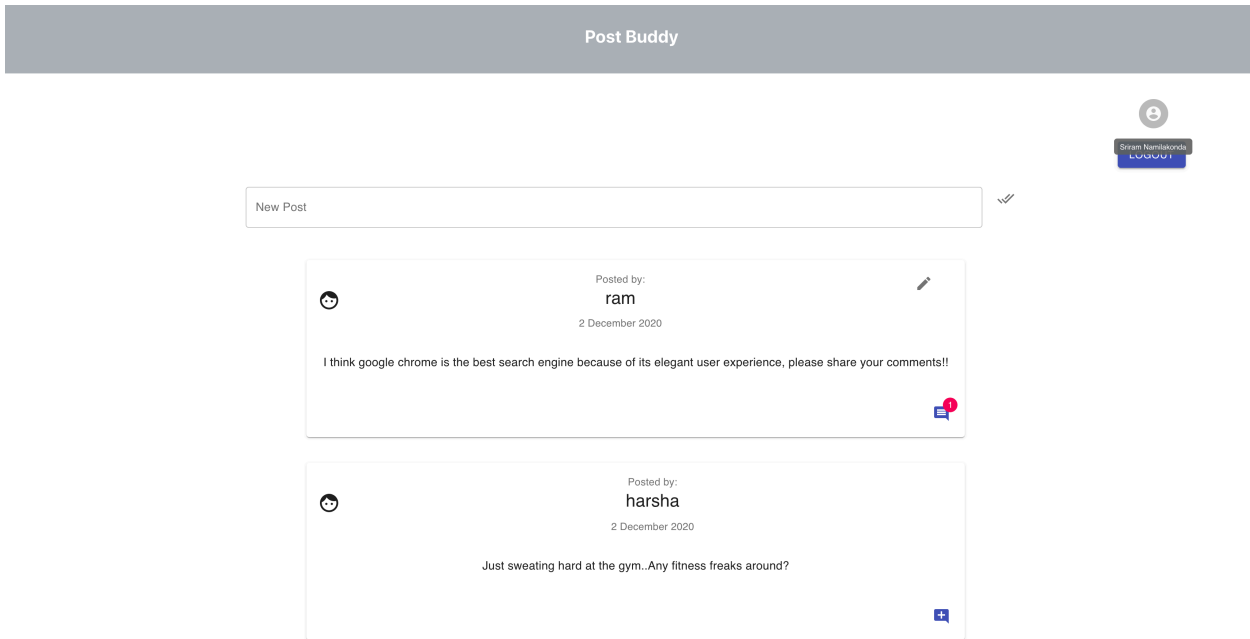 Post Buddy
Sriram Namilakonda
LOGOUT
New Post
Posted by:
ram
2 December 2020
I think google chrome is the best search engine because of its elegant user experience, please share your comments!!
1
Posted by:
harsha
2 December 2020
Just sweating hard at the gym..Any fitness freaks around?